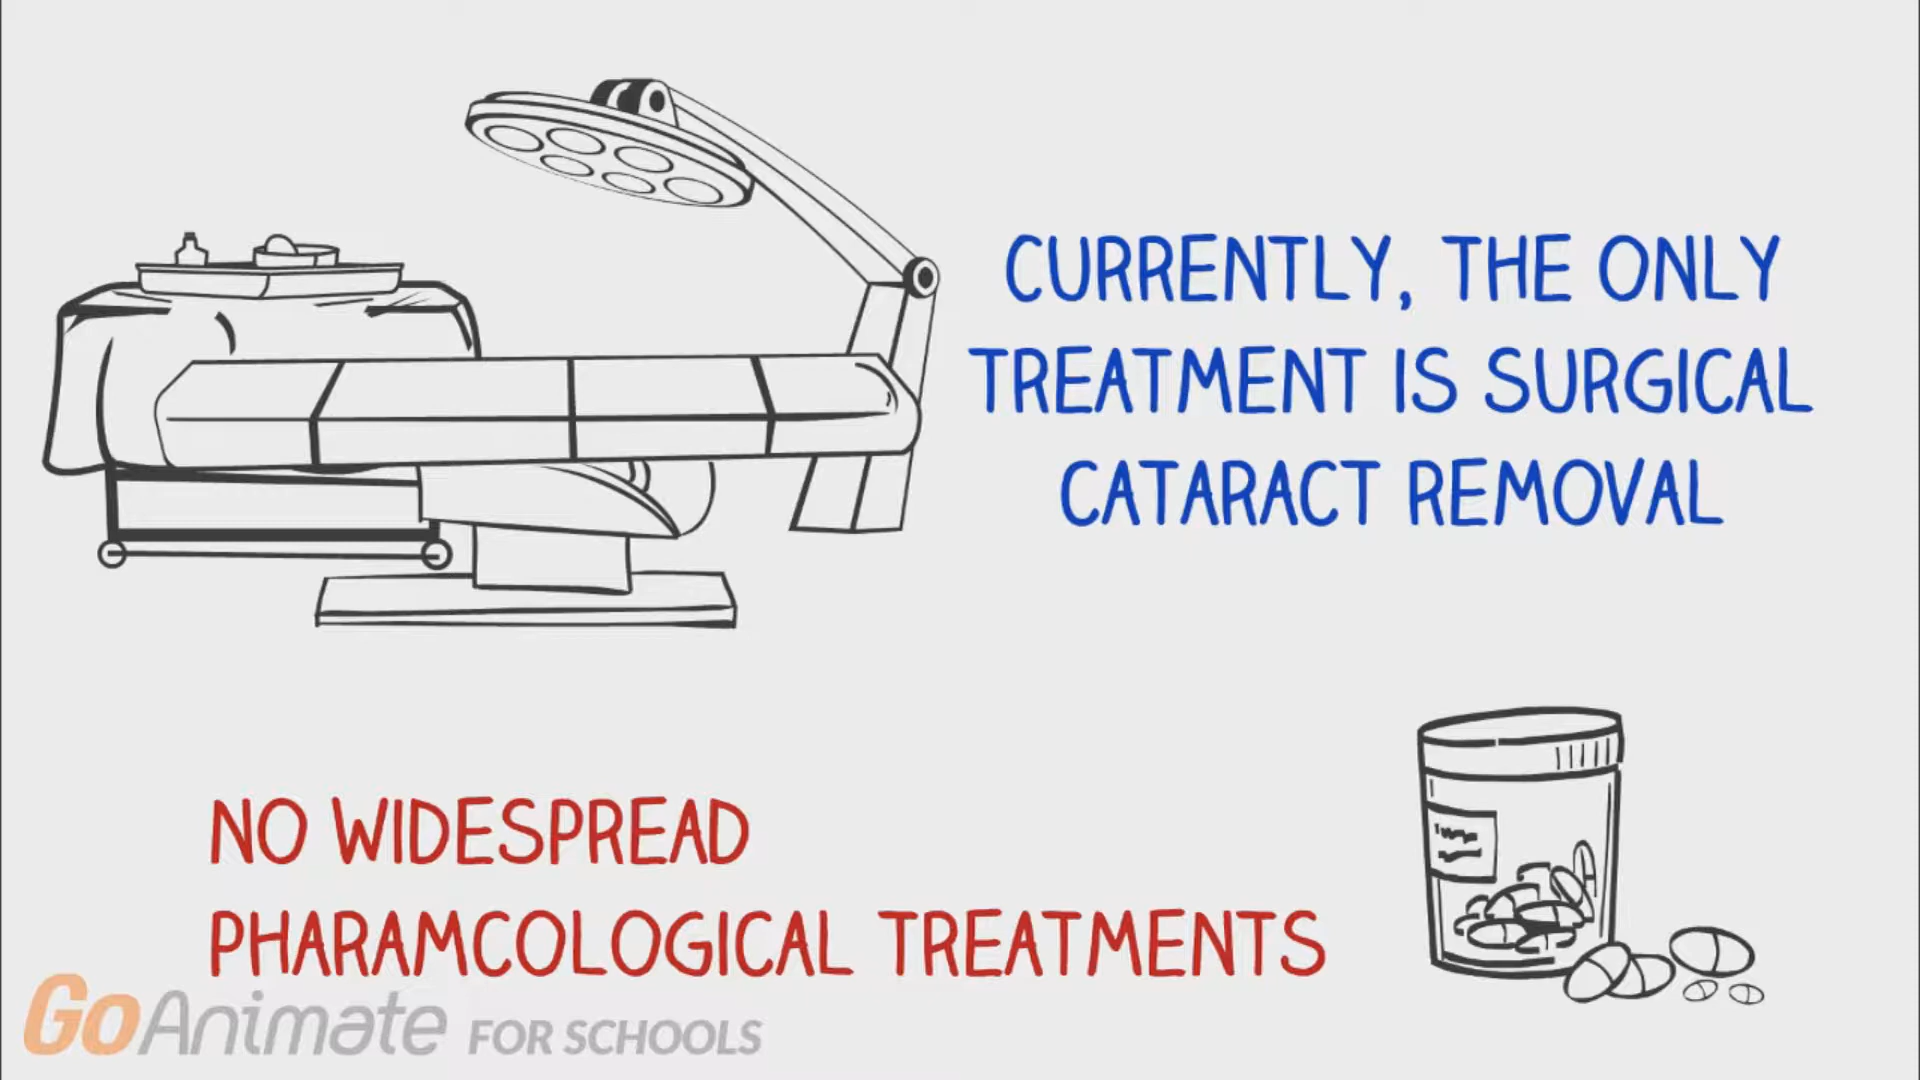 CURRENTLY, THE ONLY
TREATMENT IS SURGICAL
CATARACT REMOVAL
NO WIDESPREAD
PHARAMCOLOGICAL TREATMENTS
GoAnimate FOR SCHOOLS